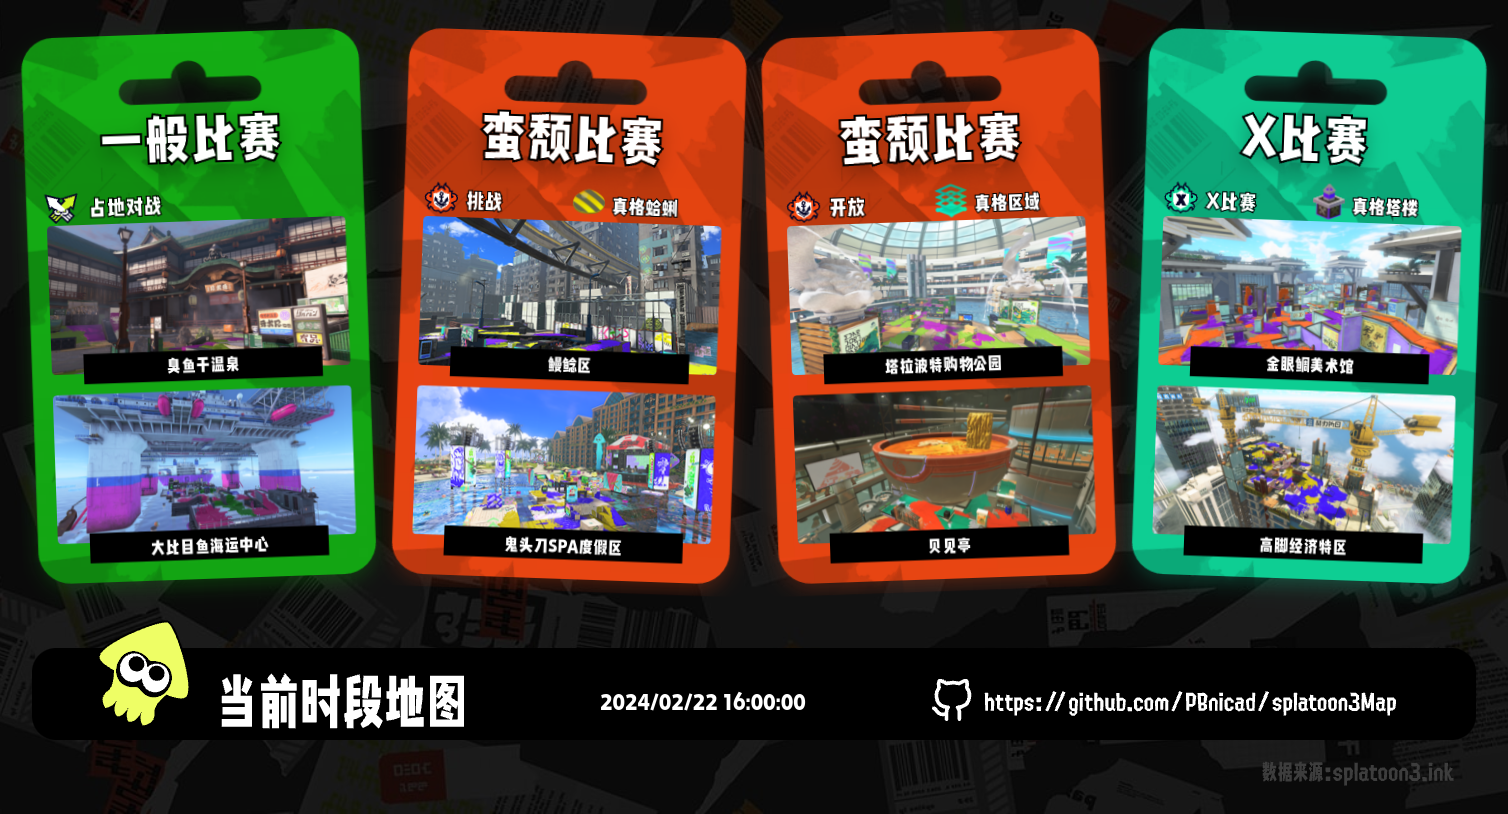 一般比赛
占地对战
臭鱼干温泉
大比目鱼海运中心
蛮颓比赛
挑战
真格蛤蜊
鳗鲶区
鬼头刀SPA度假区
蛮颓比赛
开放
真格区域
塔拉波特购物公园
贝见亭
X比赛
X比赛
真格塔楼
金眼鲷美术馆
高脚经济特区
当前时段地图
2024/02/22 16:00:00
https://github.com/PBnicad/splatoon3Map
数据来源:splatoon3.ink